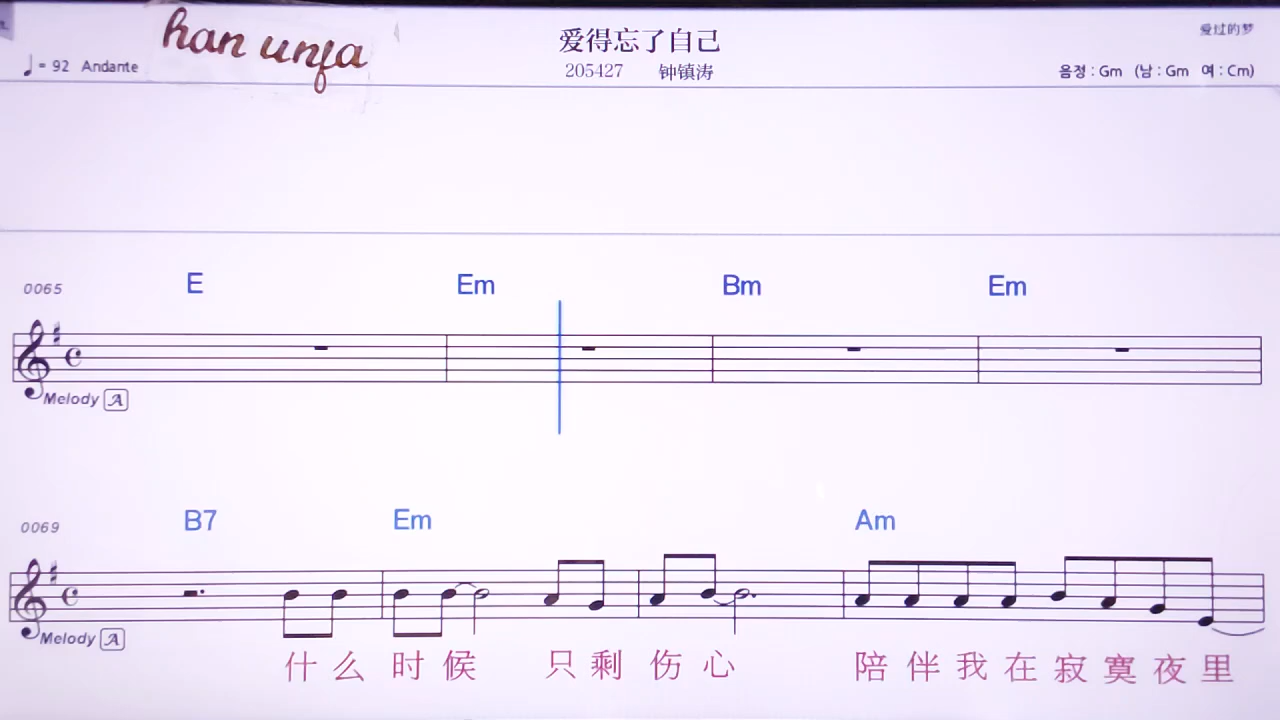 han unfa
爱得忘了自己
爱过的梦
♩= 92 Andante
205427 钟镇涛
음정 : Gm (남 : Gm 여 : Cm)
E Em Bm Em
0065
Melody A
B7 Em Am
0069
Melody A
什么时候 只剩伤心 陪伴我在寂寞夜里